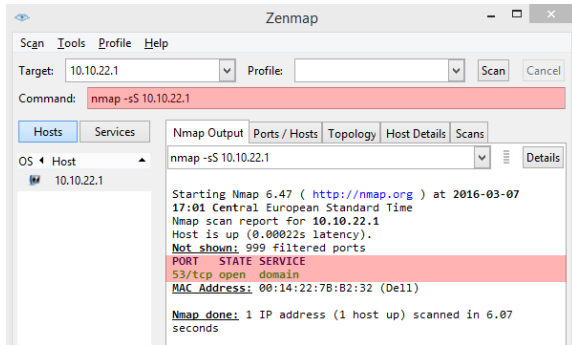 Zenmap
Scan Tools Profile Help
Target: 10.10.22.1 Profile: Scan Cancel
Command: nmap -sS 10.10.22.1
Hosts Services Nmap Output Ports / Hosts Topology Host Details Scans
OS Host nmap -sS 10.10.22.1 Details
10.10.22.1
Starting Nmap 6.47 ( http://nmap.org ) at 2016-03-07
17:01 Central European Standard Time
Nmap scan report for 10.10.22.1
Host is up (0.00022s latency).
Not shown: 999 filtered ports
PORT STATE SERVICE
53/tcp open domain
MAC Address: 00:14:22:7B:B2:32 (Dell)
Nmap done: 1 IP address (1 host up) scanned in 6.07
seconds